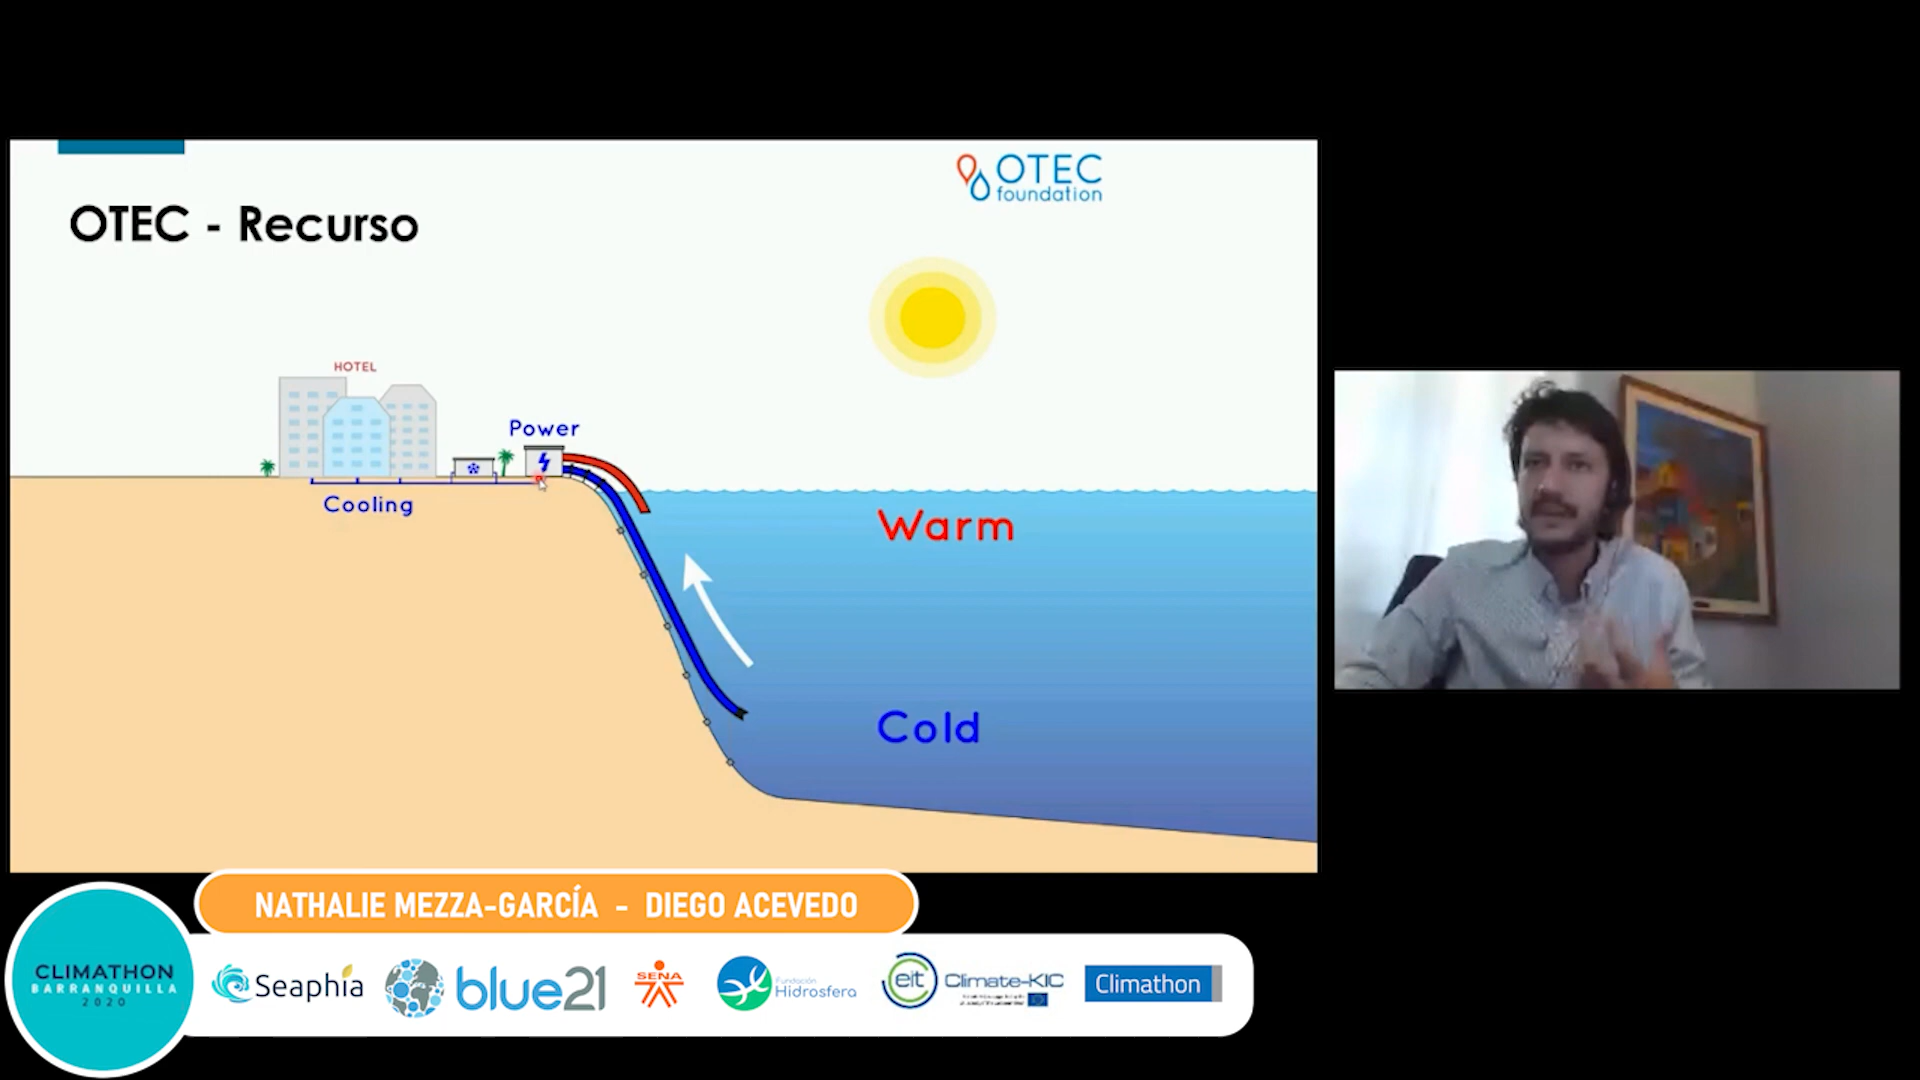 OTEC
foundation
OTEC - Recurso
HOTEL
Power
Cooling
Warm
Cold
NATHALIE MEZZA-GARCÍA - DIEGO ACEVEDO
CLIMATHON
BARRANQUILLA
2020
Seaphia
blue21
SENA
Fundación
Hidrosfera
eit
Climate-KIC
Climathon